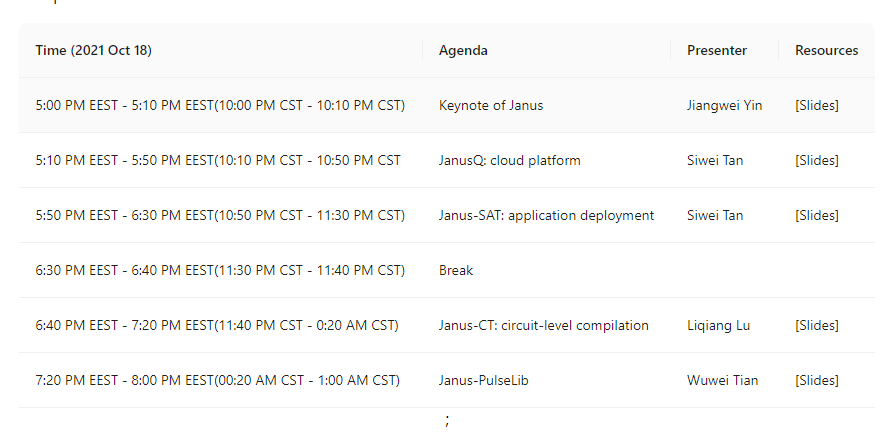 Time (2021 Oct 18) Agenda Presenter Resources
5:00 PM EEST - 5:10 PM EEST(10:00 PM CST - 10:10 PM CST) Keynote of Janus Jiangwei Yin [Slides]
5:10 PM EEST - 5:50 PM EEST(10:10 PM CST - 10:50 PM CST Janus​Q: cloud platform Siwei Tan [Slides]
5:50 PM EEST - 6:30 PM EEST(10:50 PM CST - 11:30 PM CST) Janus-SAT: application deployment Siwei Tan [Slides]
6:30 PM EEST - 6:40 PM EEST(11:30 PM CST - 11:40 PM CST) Break
6:40 PM EEST - 7:20 PM EEST(11:40 PM CST - 0:20 AM CST) Janus-CT: circuit-level compilation Liqiang Lu [Slides]
7:20 PM EEST - 8:00 PM EEST(00:20 AM CST - 1:00 AM CST) Janus-PulseLib Wuwei Tian [Slides]
;